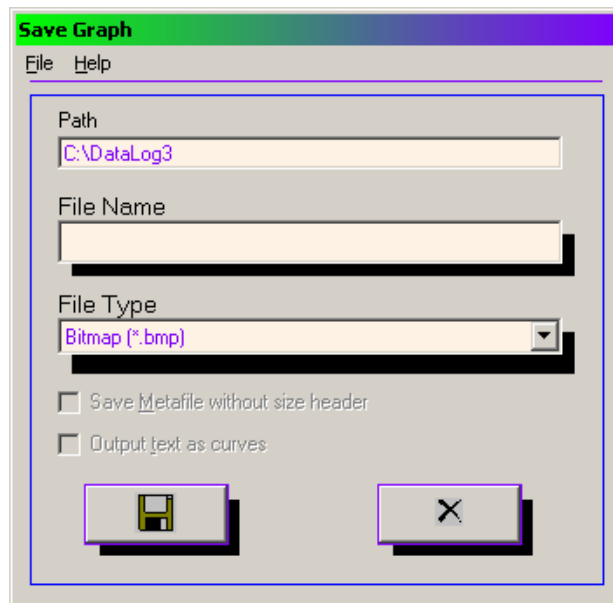 Save Graph
File Help
Path
C:\DataLog3
File Name
File Type
Bitmap (*.bmp)
Save Metafile without size header
Output text as curves